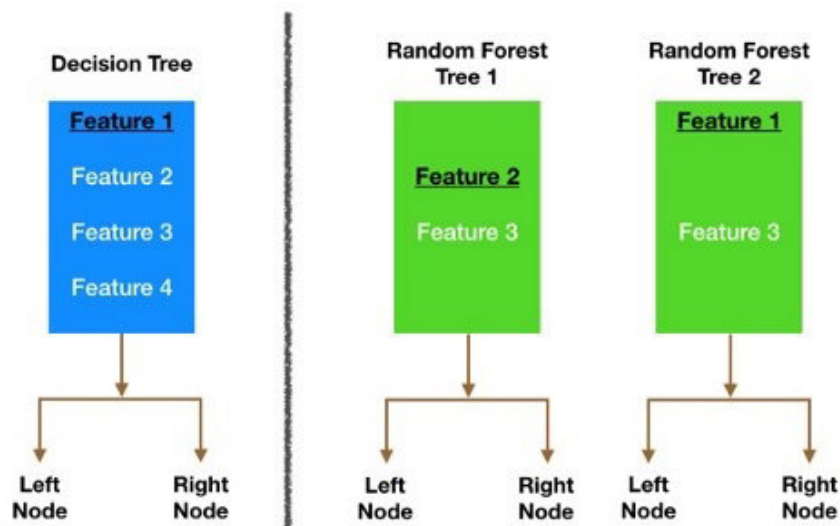 Decision Tree
Feature 1
Feature 2
Feature 3
Feature 4
Left
Node
Right
Node
Random Forest
Tree 1
Feature 2
Feature 3
Left
Node
Right
Node
Random Forest
Tree 2
Feature 1
Feature 3
Left
Node
Right
Node